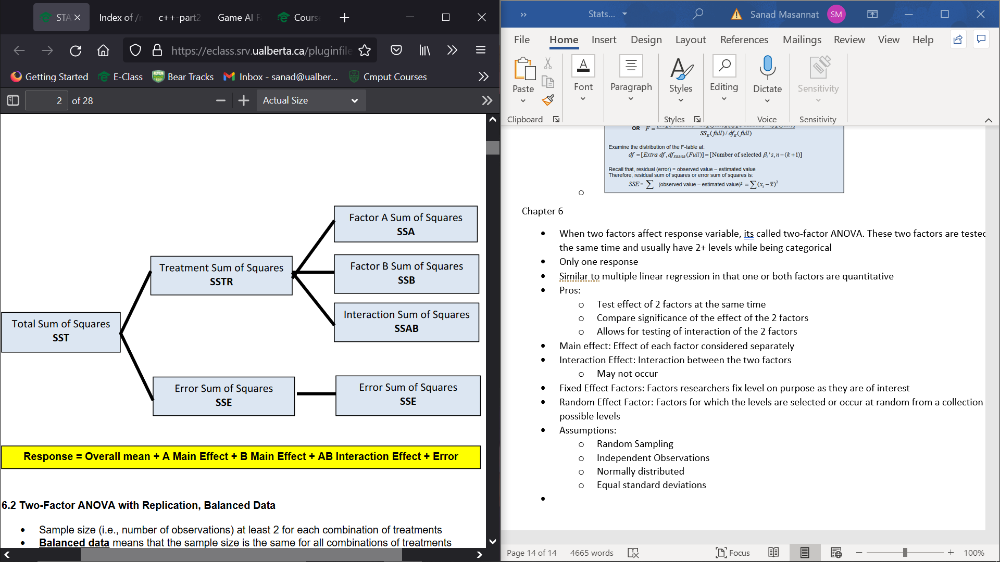 STA
Index of /
c++-part2
Game AI F
Cours
https://eclass.srv.ualberta.ca/pluginfile
Getting Started
E-Class
Bear Tracks
Inbox - sanad@ualber...
Cmput Courses
2 of 28
Actual Size
Factor A Sum of Squares
SSA
Treatment Sum of Squares
SSTR
Factor B Sum of Squares
SSB
Interaction Sum of Squares
SSAB
Total Sum of Squares
SST
Error Sum of Squares
SSE
Error Sum of Squares
SSE
Response = Overall mean + A Main Effect + B Main Effect + AB Interaction Effect + Error
6.2 Two-Factor ANOVA with Replication, Balanced Data
• Sample size (i.e., number of observations) at least 2 for each combination of treatments
• Balanced data means that the sample size is the same for all combinations of treatments
Stats...
Sanad Masannat
SM
File Home Insert Design Layout References Mailings Review View Help
Paste
Font
Paragraph
Styles
Editing
Dictate
Sensitivity
Clipboard
Styles
Voice
Sensitivity
OR F =
SS_E(full) / df_E(full)
Examine the distribution of the F-table at:
df = [Extra df, df_ERROR(Full)] = [Number of selected β_i's, n – (k + 1)]
Recall that, residual (error) = observed value – estimated value
Therefore, residual sum of squares or error sum of squares is:
SSE = ∑ (observed value – estimated value)² = ∑(x_i – x̄)²
Chapter 6
• When two factors affect response variable, its called two-factor ANOVA. These two factors are tested
the same time and usually have 2+ levels while being categorical
• Only one response
• Similar to multiple linear regression in that one or both factors are quantitative
• Pros:
o Test effect of 2 factors at the same time
o Compare significance of the effect of the 2 factors
o Allows for testing of interaction of the 2 factors
• Main effect: Effect of each factor considered separately
• Interaction Effect: Interaction between the two factors
o May not occur
• Fixed Effect Factors: Factors researchers fix level on purpose as they are of interest
• Random Effect Factor: Factors for which the levels are selected or occur at random from a collection
possible levels
• Assumptions:
o Random Sampling
o Independent Observations
o Normally distributed
o Equal standard deviations
Page 14 of 14
4665 words
Focus
100%